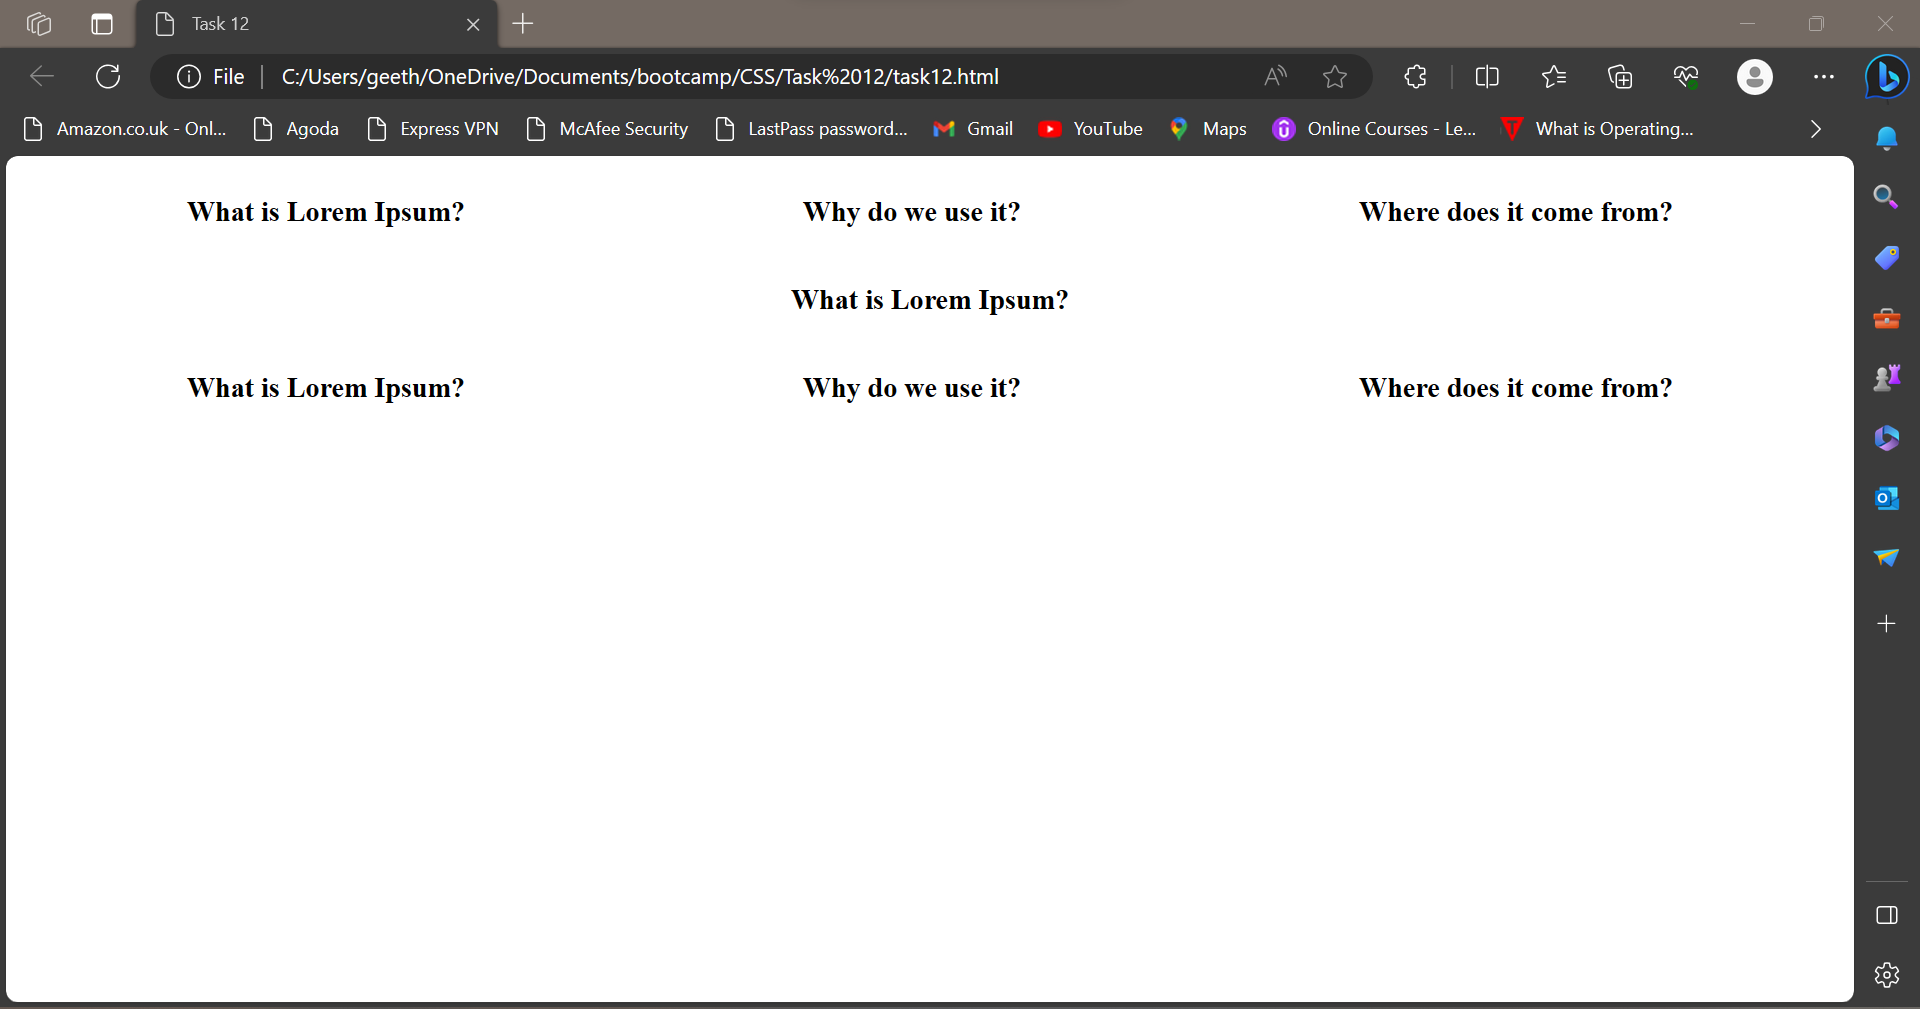 Task 12
File C:/Users/geeth/OneDrive/Documents/bootcamp/CSS/Task%2012/task12.html
Amazon.co.uk - Onl... Agoda Express VPN McAfee Security LastPass password... Gmail YouTube Maps Online Courses - Le... What is Operating...
What is Lorem Ipsum? Why do we use it? Where does it come from?
What is Lorem Ipsum?
What is Lorem Ipsum? Why do we use it? Where does it come from?